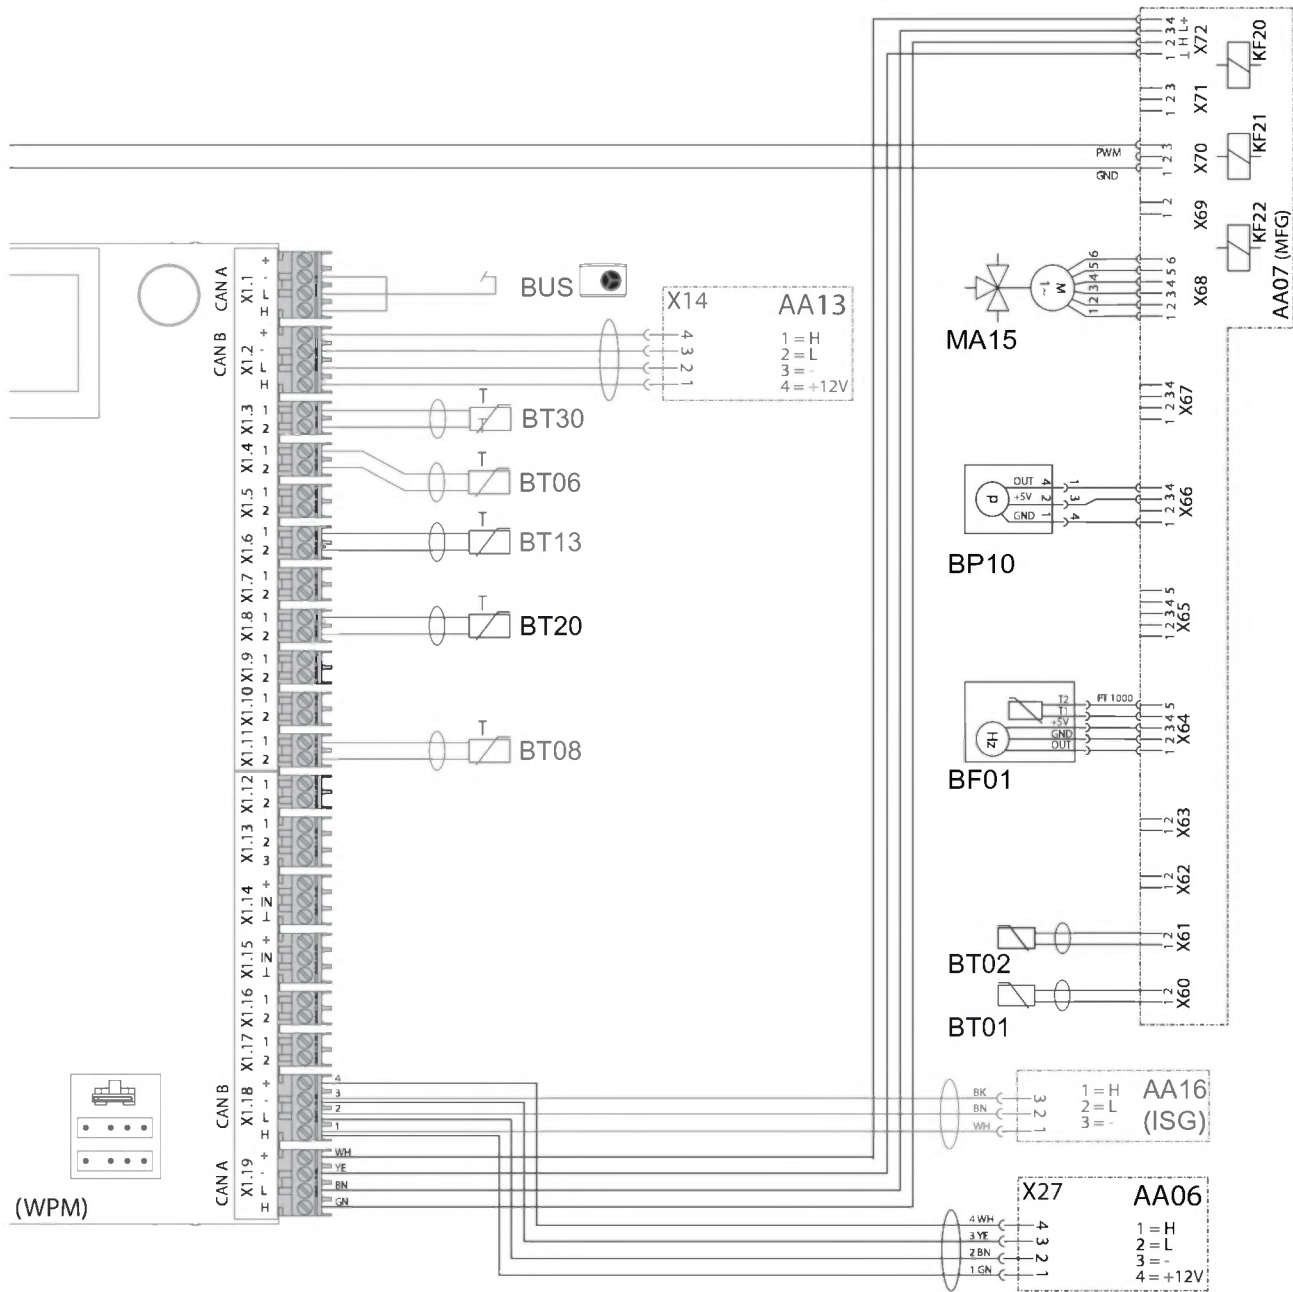 4 L+
3 L
2 H
1 ⊥
X72
KF20
3
2
1
X71
PWM
GND
3
2
1
X70
KF21
2
1
X69
KF22
AA07 (MFG)
MA15
M
1~
6
5
4
3
2
1
6
5
4
3
2
1
X68
4
3
2
1
X67
BP10
P
OUT 4 1
+5V 2 3
GND 1 4
4
3
2
1
X66
5
4
3
2
1
X65
BF01
Hz
T2
T1
+5V
GND
OUT
PT 1000
5
4
3
2
1
X64
2
1
X63
2
1
X62
BT02
2
1
X61
BT01
2
1
X60
CAN A
X1.1
+
-
L
H
BUS
CAN B
X1.2
+
-
L
H
X14
AA13
4
3
2
1
1 = H
2 = L
3 = -
4 = +12V
X1.3
1
2
T
T
BT30
X1.4
1
2
T
BT06
X1.5
1
2
X1.6
1
2
T
BT13
X1.7
1
2
X1.8
1
2
T
BT20
X1.9
1
2
X1.10
1
2
X1.11
1
2
T
BT08
X1.12
1
2
X1.13
1
2
3
X1.14
+
IN
⊥
X1.15
+
IN
⊥
X1.16
1
2
X1.17
1
2
CAN B
X1.18
+
-
L
H
4
3
2
1
BK
BN
WH
3
2
1
1 = H
2 = L
3 = -
AA16
(ISG)
CAN A
X1.19
+
-
L
H
WH
YE
BN
GN
(WPM)
X27
AA06
4 WH
3 YE
2 BN
1 GN
4
3
2
1
1 = H
2 = L
3 = -
4 = +12V